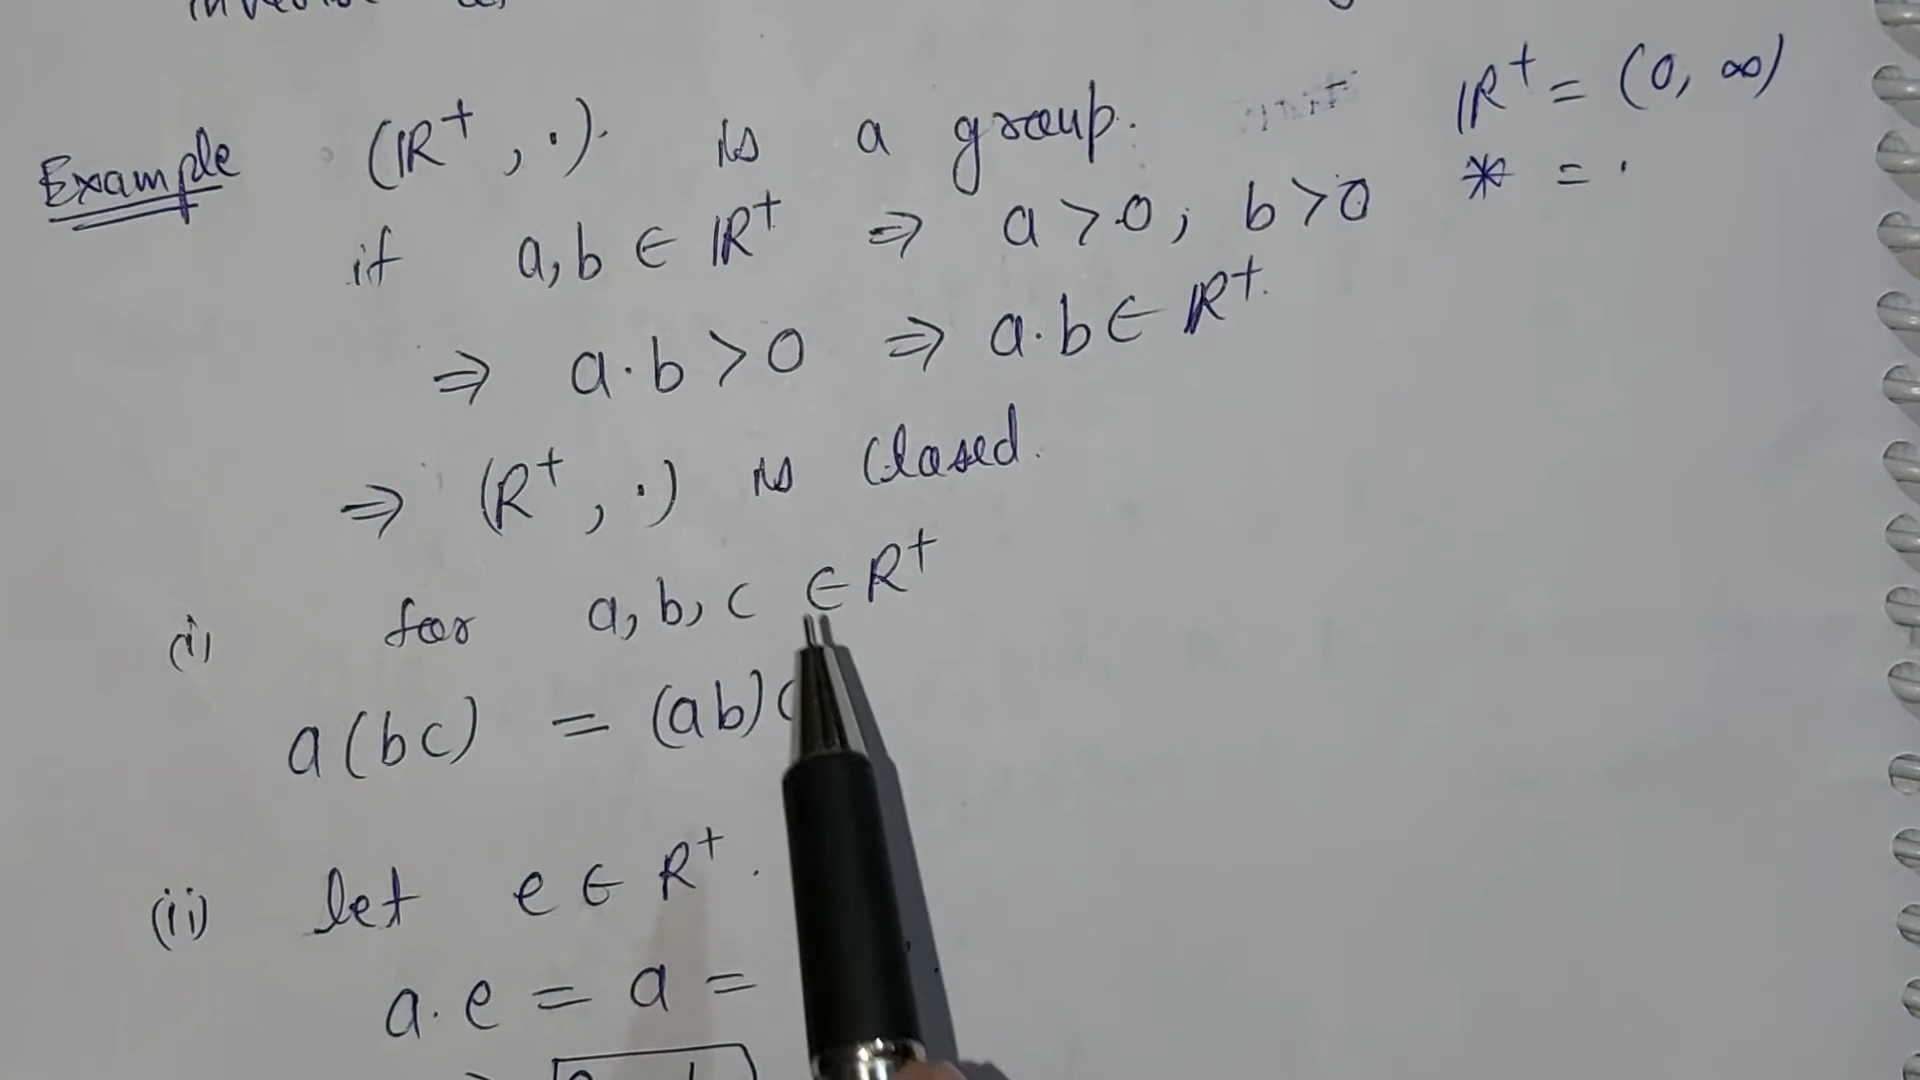 Example (ℝ⁺, ·) is a group. ℝ⁺ = (0, ∞)
if a, b ∈ ℝ⁺ ⇒ a > 0; b > 0 * = ·
⇒ a·b > 0 ⇒ a·b ∈ ℝ⁺.
⇒ (R⁺, ·) is closed.
(i) for a, b, c ∈ R⁺
a(bc) = (ab)c
(ii) let e ∈ R⁺.
a. e = a =